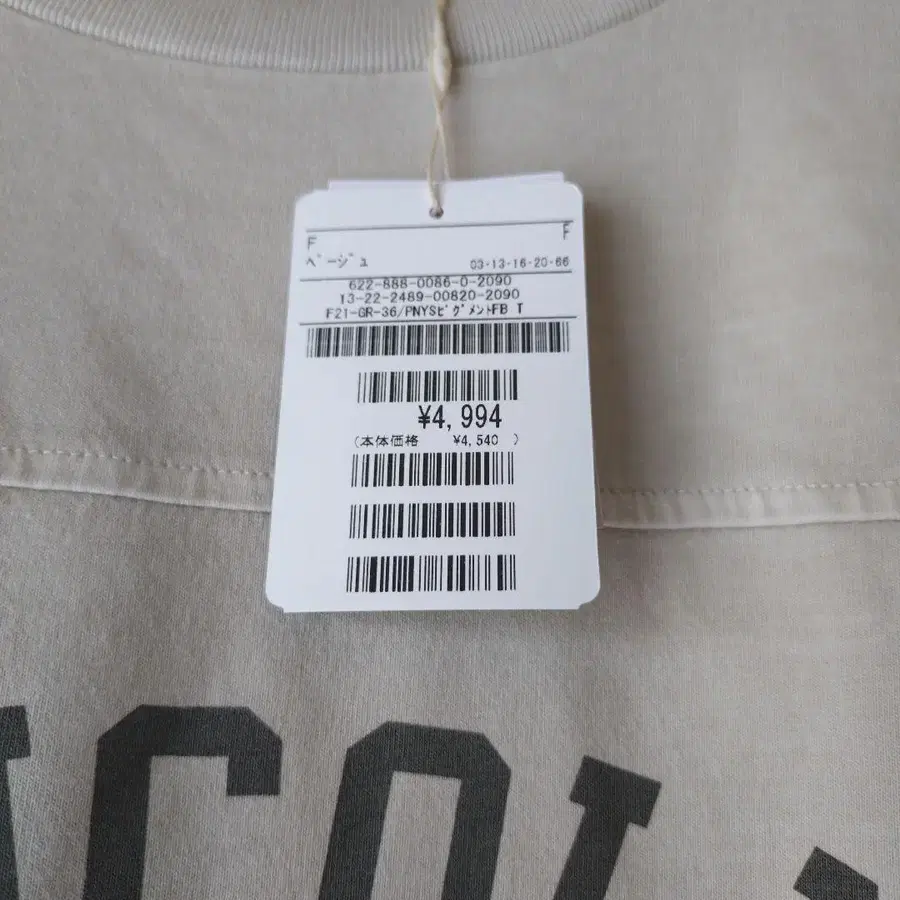 F F
ベージュ 03-13-16-20-66
622-888-0086-0-2090
13-22-2489-00820-2090
F21-GR-36/PNYSピグメントFB T
¥4,994
(本体価格 ¥4,540 )